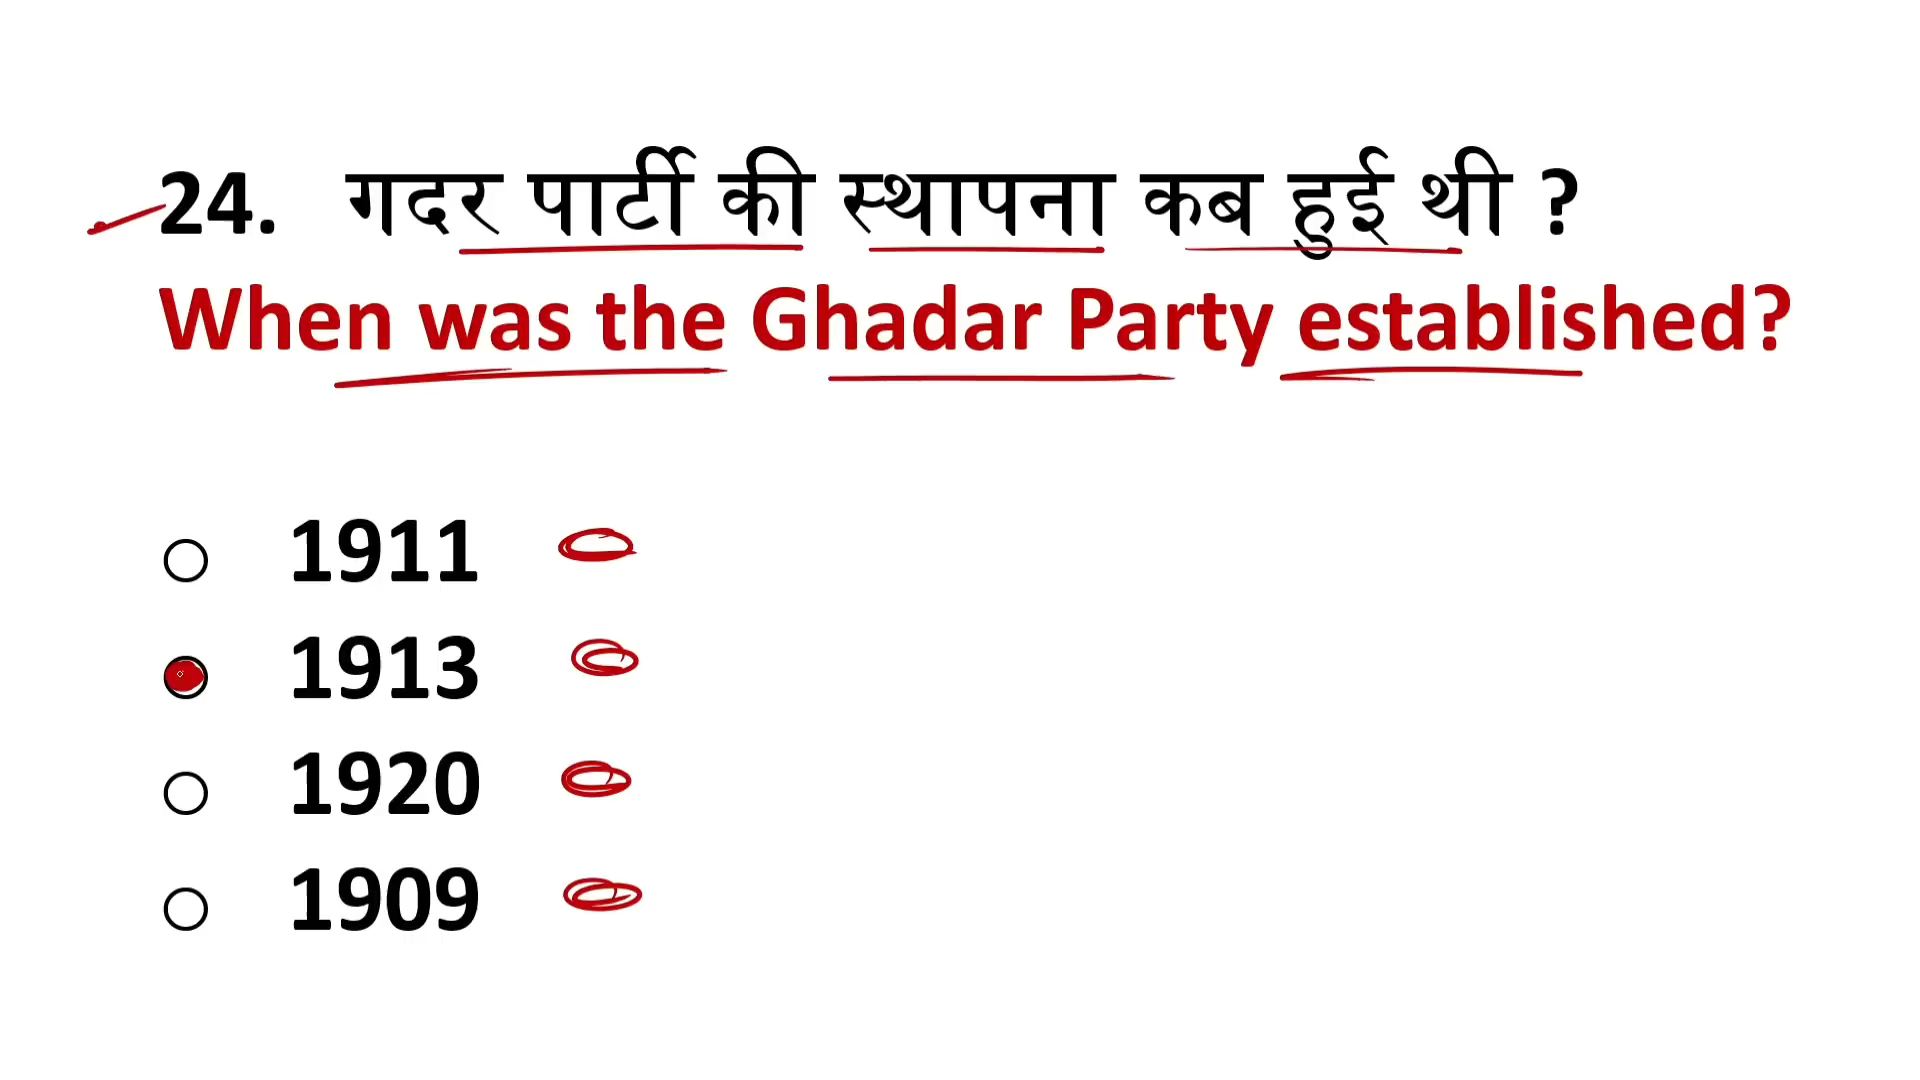 24. गदर पार्टी की स्थापना कब हुई थी ?
When was the Ghadar Party established?
1911
1913
1920
1909